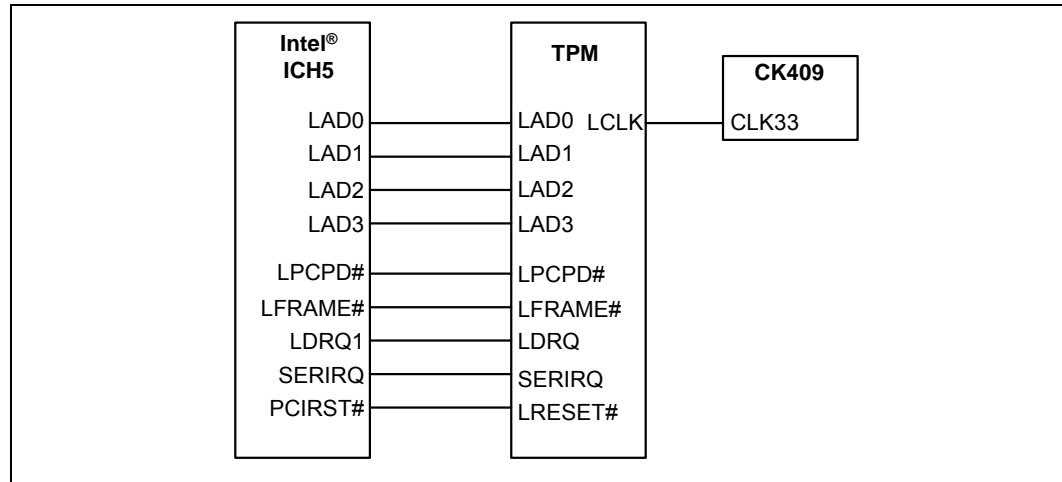 Intel®
ICH5
LAD0
LAD1
LAD2
LAD3
LPCPD#
LFRAME#
LDRQ1
SERIRQ
PCIRST#
TPM
LAD0 LCLK
LAD1
LAD2
LAD3
LPCPD#
LFRAME#
LDRQ
SERIRQ
LRESET#
CK409
CLK33